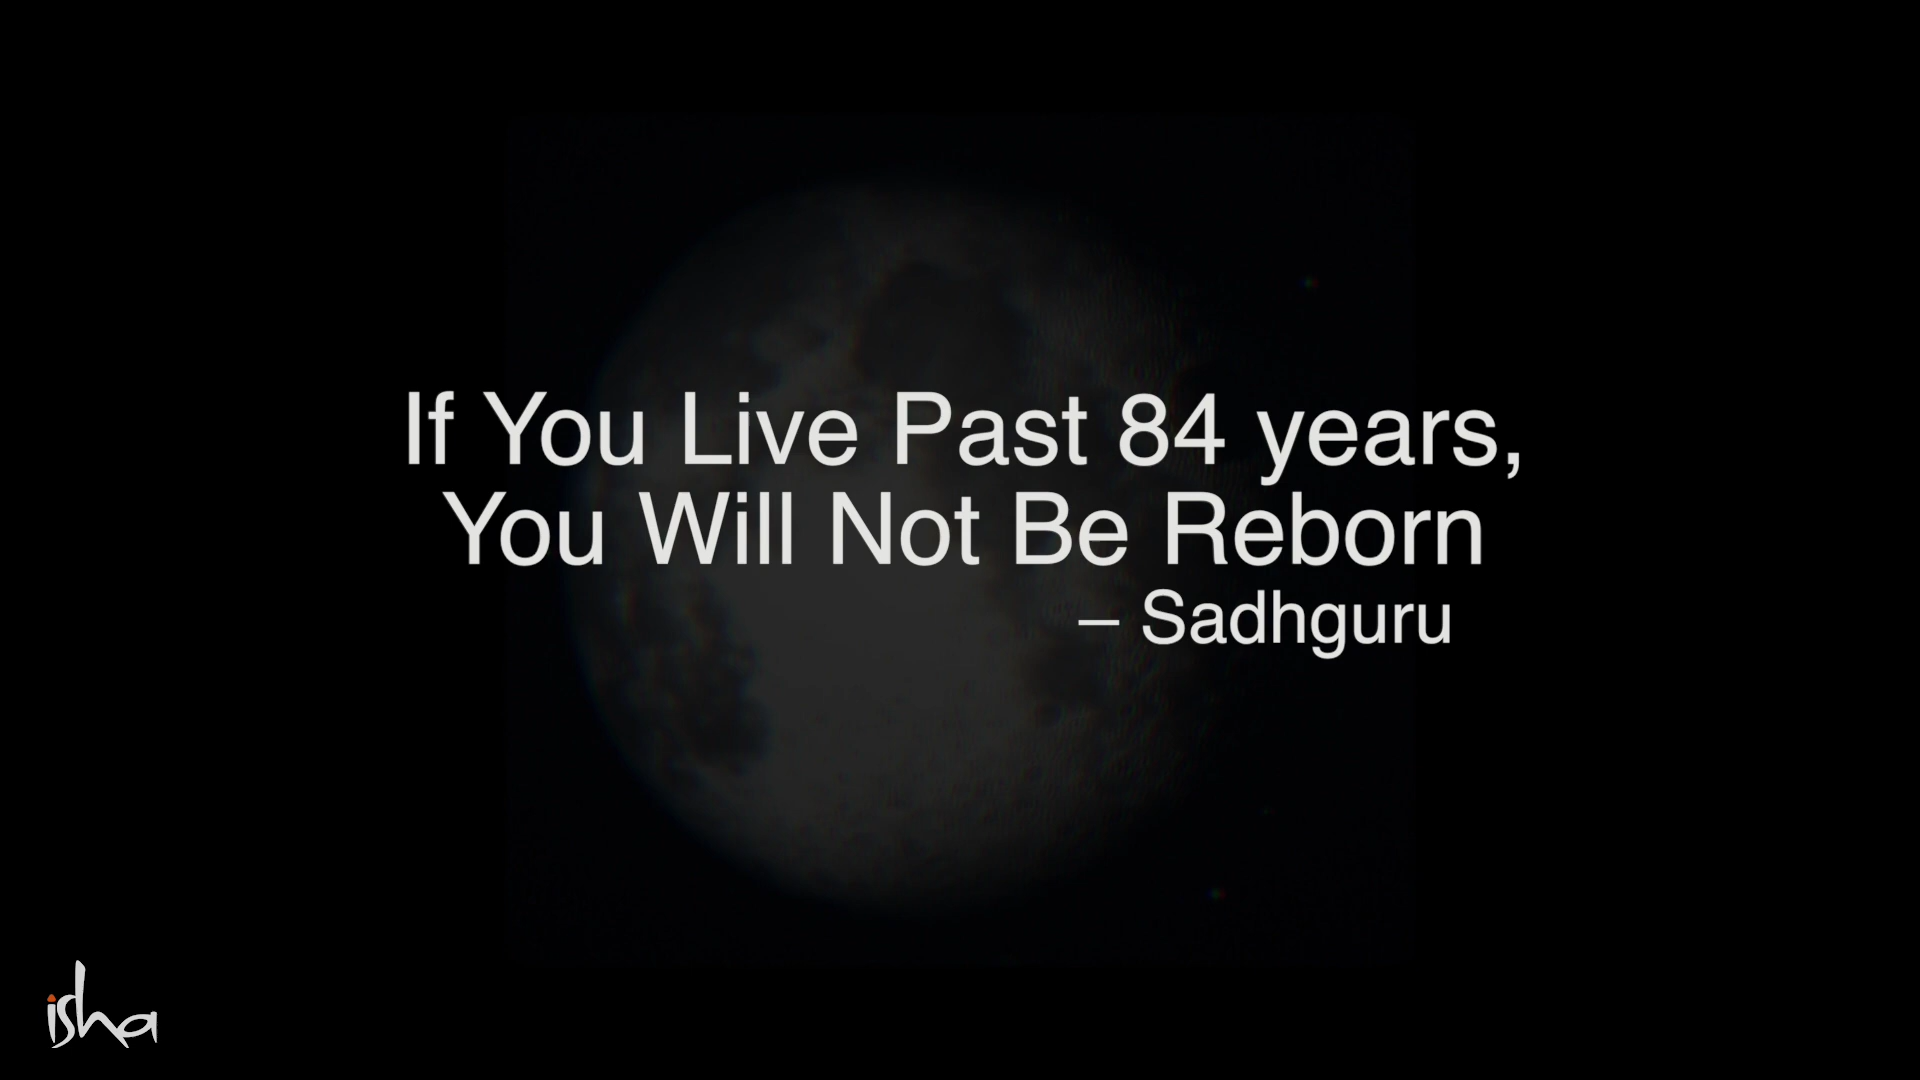 If You Live Past 84 years,
You Will Not Be Reborn
– Sadhguru
isha